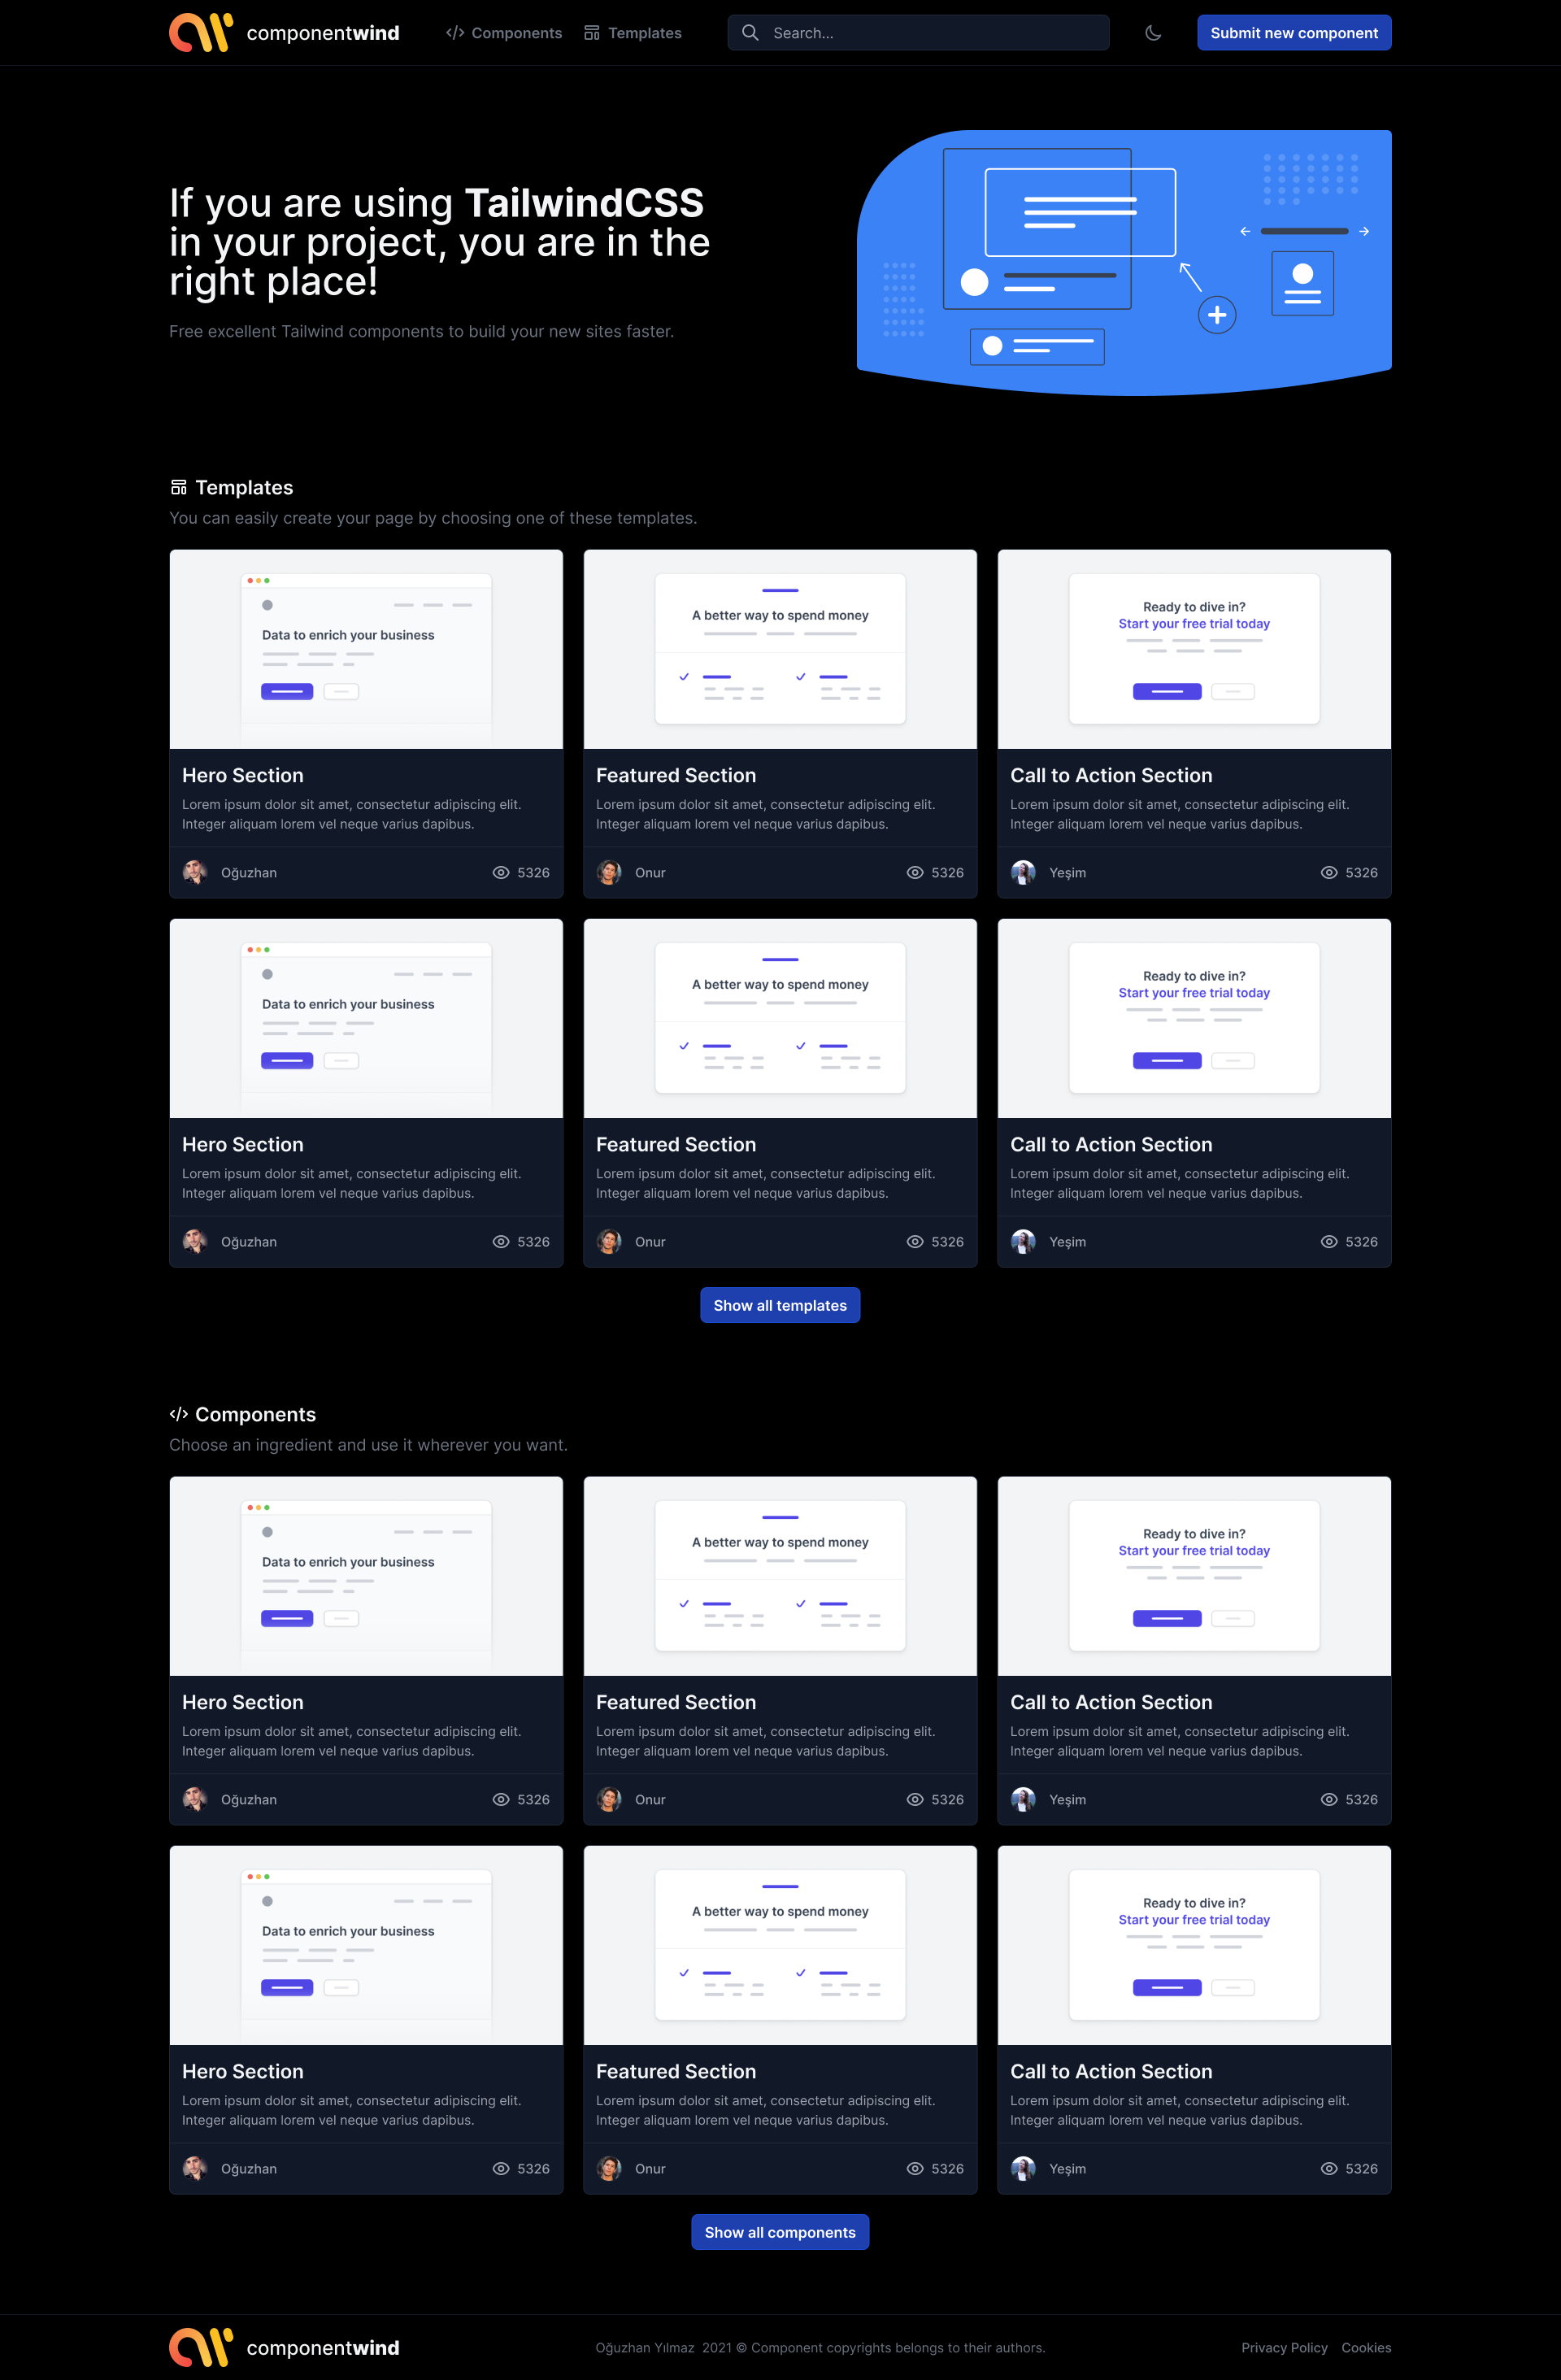 componentwind
Components
Templates
Search...
Submit new component
If you are using TailwindCSS
in your project, you are in the
right place!
Free excellent Tailwind components to build your new sites faster.
Templates
You can easily create your page by choosing one of these templates.
Data to enrich your business
Hero Section
Lorem ipsum dolor sit amet, consectetur adipiscing elit.
Integer aliquam lorem vel neque varius dapibus.
Oğuzhan
5326
A better way to spend money
Featured Section
Lorem ipsum dolor sit amet, consectetur adipiscing elit.
Integer aliquam lorem vel neque varius dapibus.
Onur
5326
Ready to dive in?
Start your free trial today
Call to Action Section
Lorem ipsum dolor sit amet, consectetur adipiscing elit.
Integer aliquam lorem vel neque varius dapibus.
Yeşim
5326
Data to enrich your business
Hero Section
Lorem ipsum dolor sit amet, consectetur adipiscing elit.
Integer aliquam lorem vel neque varius dapibus.
Oğuzhan
5326
A better way to spend money
Featured Section
Lorem ipsum dolor sit amet, consectetur adipiscing elit.
Integer aliquam lorem vel neque varius dapibus.
Onur
5326
Ready to dive in?
Start your free trial today
Call to Action Section
Lorem ipsum dolor sit amet, consectetur adipiscing elit.
Integer aliquam lorem vel neque varius dapibus.
Yeşim
5326
Show all templates
Components
Choose an ingredient and use it wherever you want.
Data to enrich your business
Hero Section
Lorem ipsum dolor sit amet, consectetur adipiscing elit.
Integer aliquam lorem vel neque varius dapibus.
Oğuzhan
5326
A better way to spend money
Featured Section
Lorem ipsum dolor sit amet, consectetur adipiscing elit.
Integer aliquam lorem vel neque varius dapibus.
Onur
5326
Ready to dive in?
Start your free trial today
Call to Action Section
Lorem ipsum dolor sit amet, consectetur adipiscing elit.
Integer aliquam lorem vel neque varius dapibus.
Yeşim
5326
Data to enrich your business
Hero Section
Lorem ipsum dolor sit amet, consectetur adipiscing elit.
Integer aliquam lorem vel neque varius dapibus.
Oğuzhan
5326
A better way to spend money
Featured Section
Lorem ipsum dolor sit amet, consectetur adipiscing elit.
Integer aliquam lorem vel neque varius dapibus.
Onur
5326
Ready to dive in?
Start your free trial today
Call to Action Section
Lorem ipsum dolor sit amet, consectetur adipiscing elit.
Integer aliquam lorem vel neque varius dapibus.
Yeşim
5326
Show all components
componentwind
Oğuzhan Yılmaz 2021 © Component copyrights belongs to their authors.
Privacy Policy
Cookies